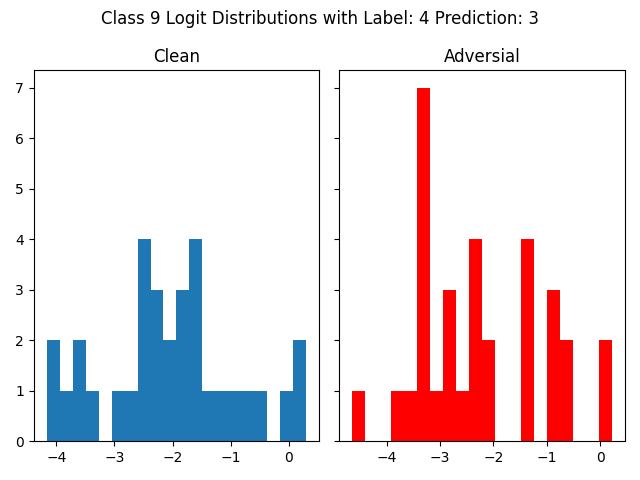 Class 9 Logit Distributions with Label: 4 Prediction: 3
Clean
Adversial
7
6
5
4
3
2
1
0
−4 −3 −2 −1 0
−4 −3 −2 −1 0